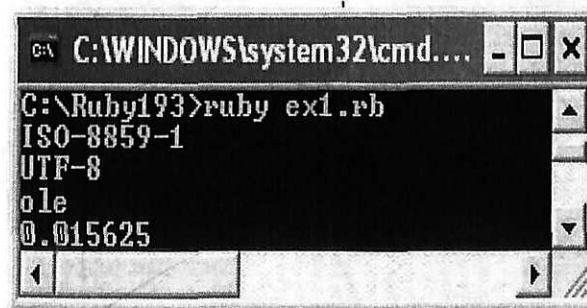 C:\WINDOWS\system32\cmd....
C:\Ruby193>ruby ex1.rb
ISO-8859-1
UTF-8
ole
0.015625